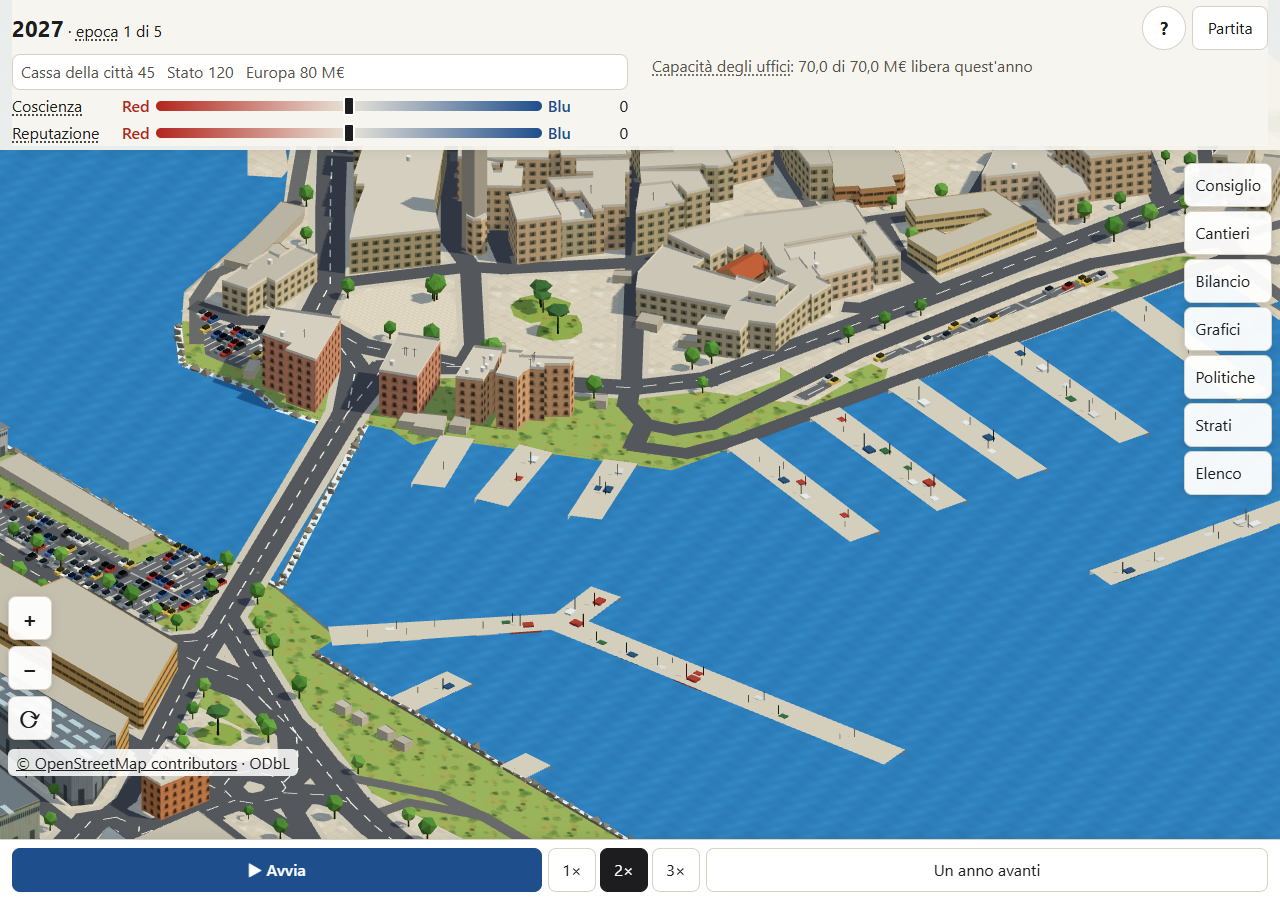 2027 · epoca 1 di 5
?
Partita
Cassa della città 45 Stato 120 Europa 80 M€
Capacità degli uffici: 70,0 di 70,0 M€ libera quest'anno
Coscienza Red Blu 0
Reputazione Red Blu 0
Consiglio
Cantieri
Bilancio
Grafici
Politiche
Strati
Elenco
+
−
© OpenStreetMap contributors · ODbL
▶ Avvia
1×
2×
3×
Un anno avanti